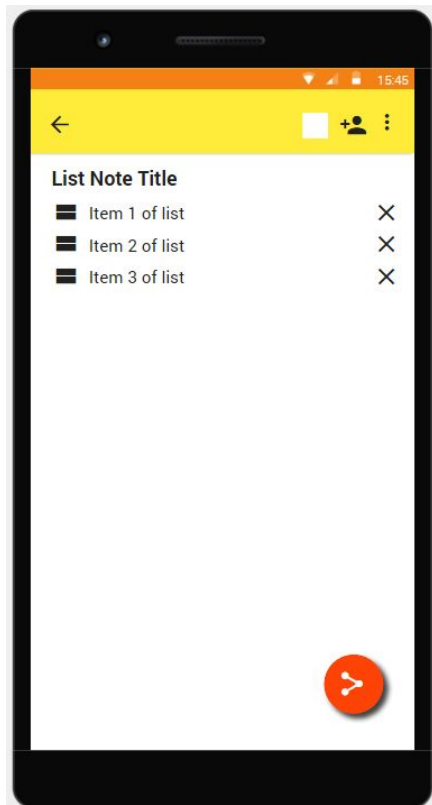 15:45
List Note Title
Item 1 of list
Item 2 of list
Item 3 of list